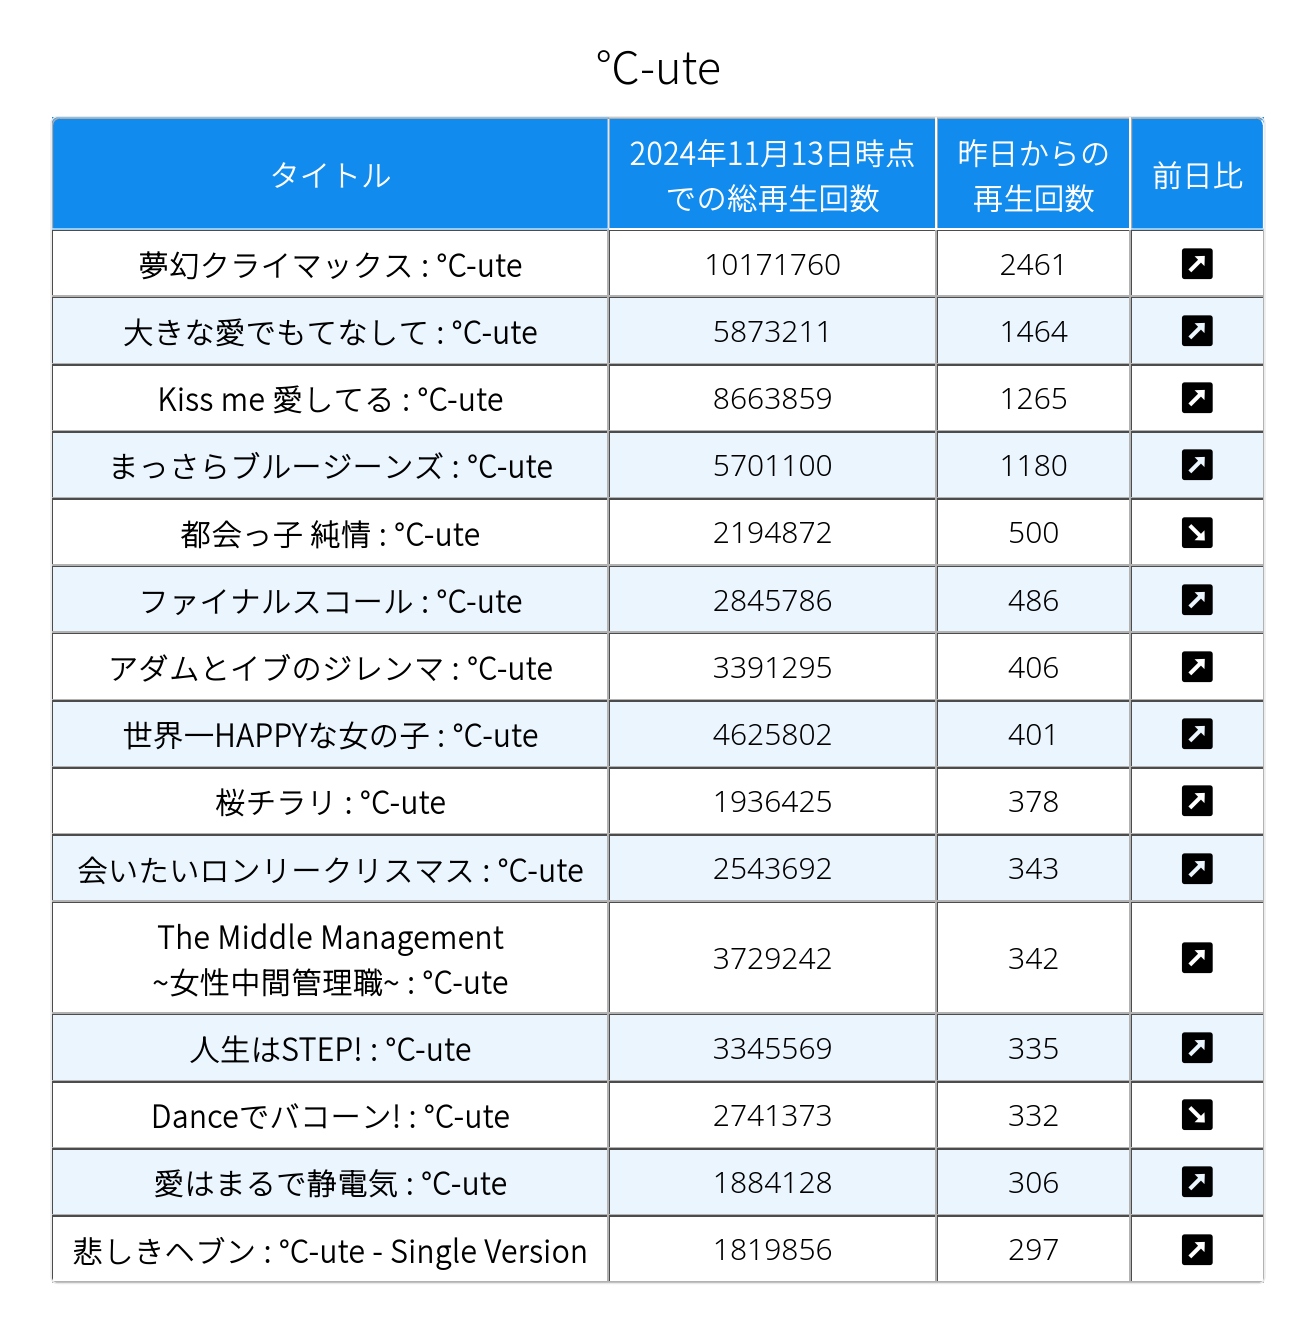 °C-ute
タイトル
2024年11月13日時点
での総再生回数
昨日からの
再生回数
前日比
夢幻クライマックス : °C-ute 10171760 2461
大きな愛でもてなして : °C-ute 5873211 1464
Kiss me 愛してる : °C-ute 8663859 1265
まっさらブルージーンズ : °C-ute 5701100 1180
都会っ子 純情 : °C-ute 2194872 500
ファイナルスコール : °C-ute 2845786 486
アダムとイブのジレンマ : °C-ute 3391295 406
世界一HAPPYな女の子 : °C-ute 4625802 401
桜チラリ : °C-ute 1936425 378
会いたいロンリークリスマス : °C-ute 2543692 343
The Middle Management
~女性中間管理職~ : °C-ute 3729242 342
人生はSTEP! : °C-ute 3345569 335
Danceでバコーン! : °C-ute 2741373 332
愛はまるで静電気 : °C-ute 1884128 306
悲しきヘブン : °C-ute - Single Version 1819856 297